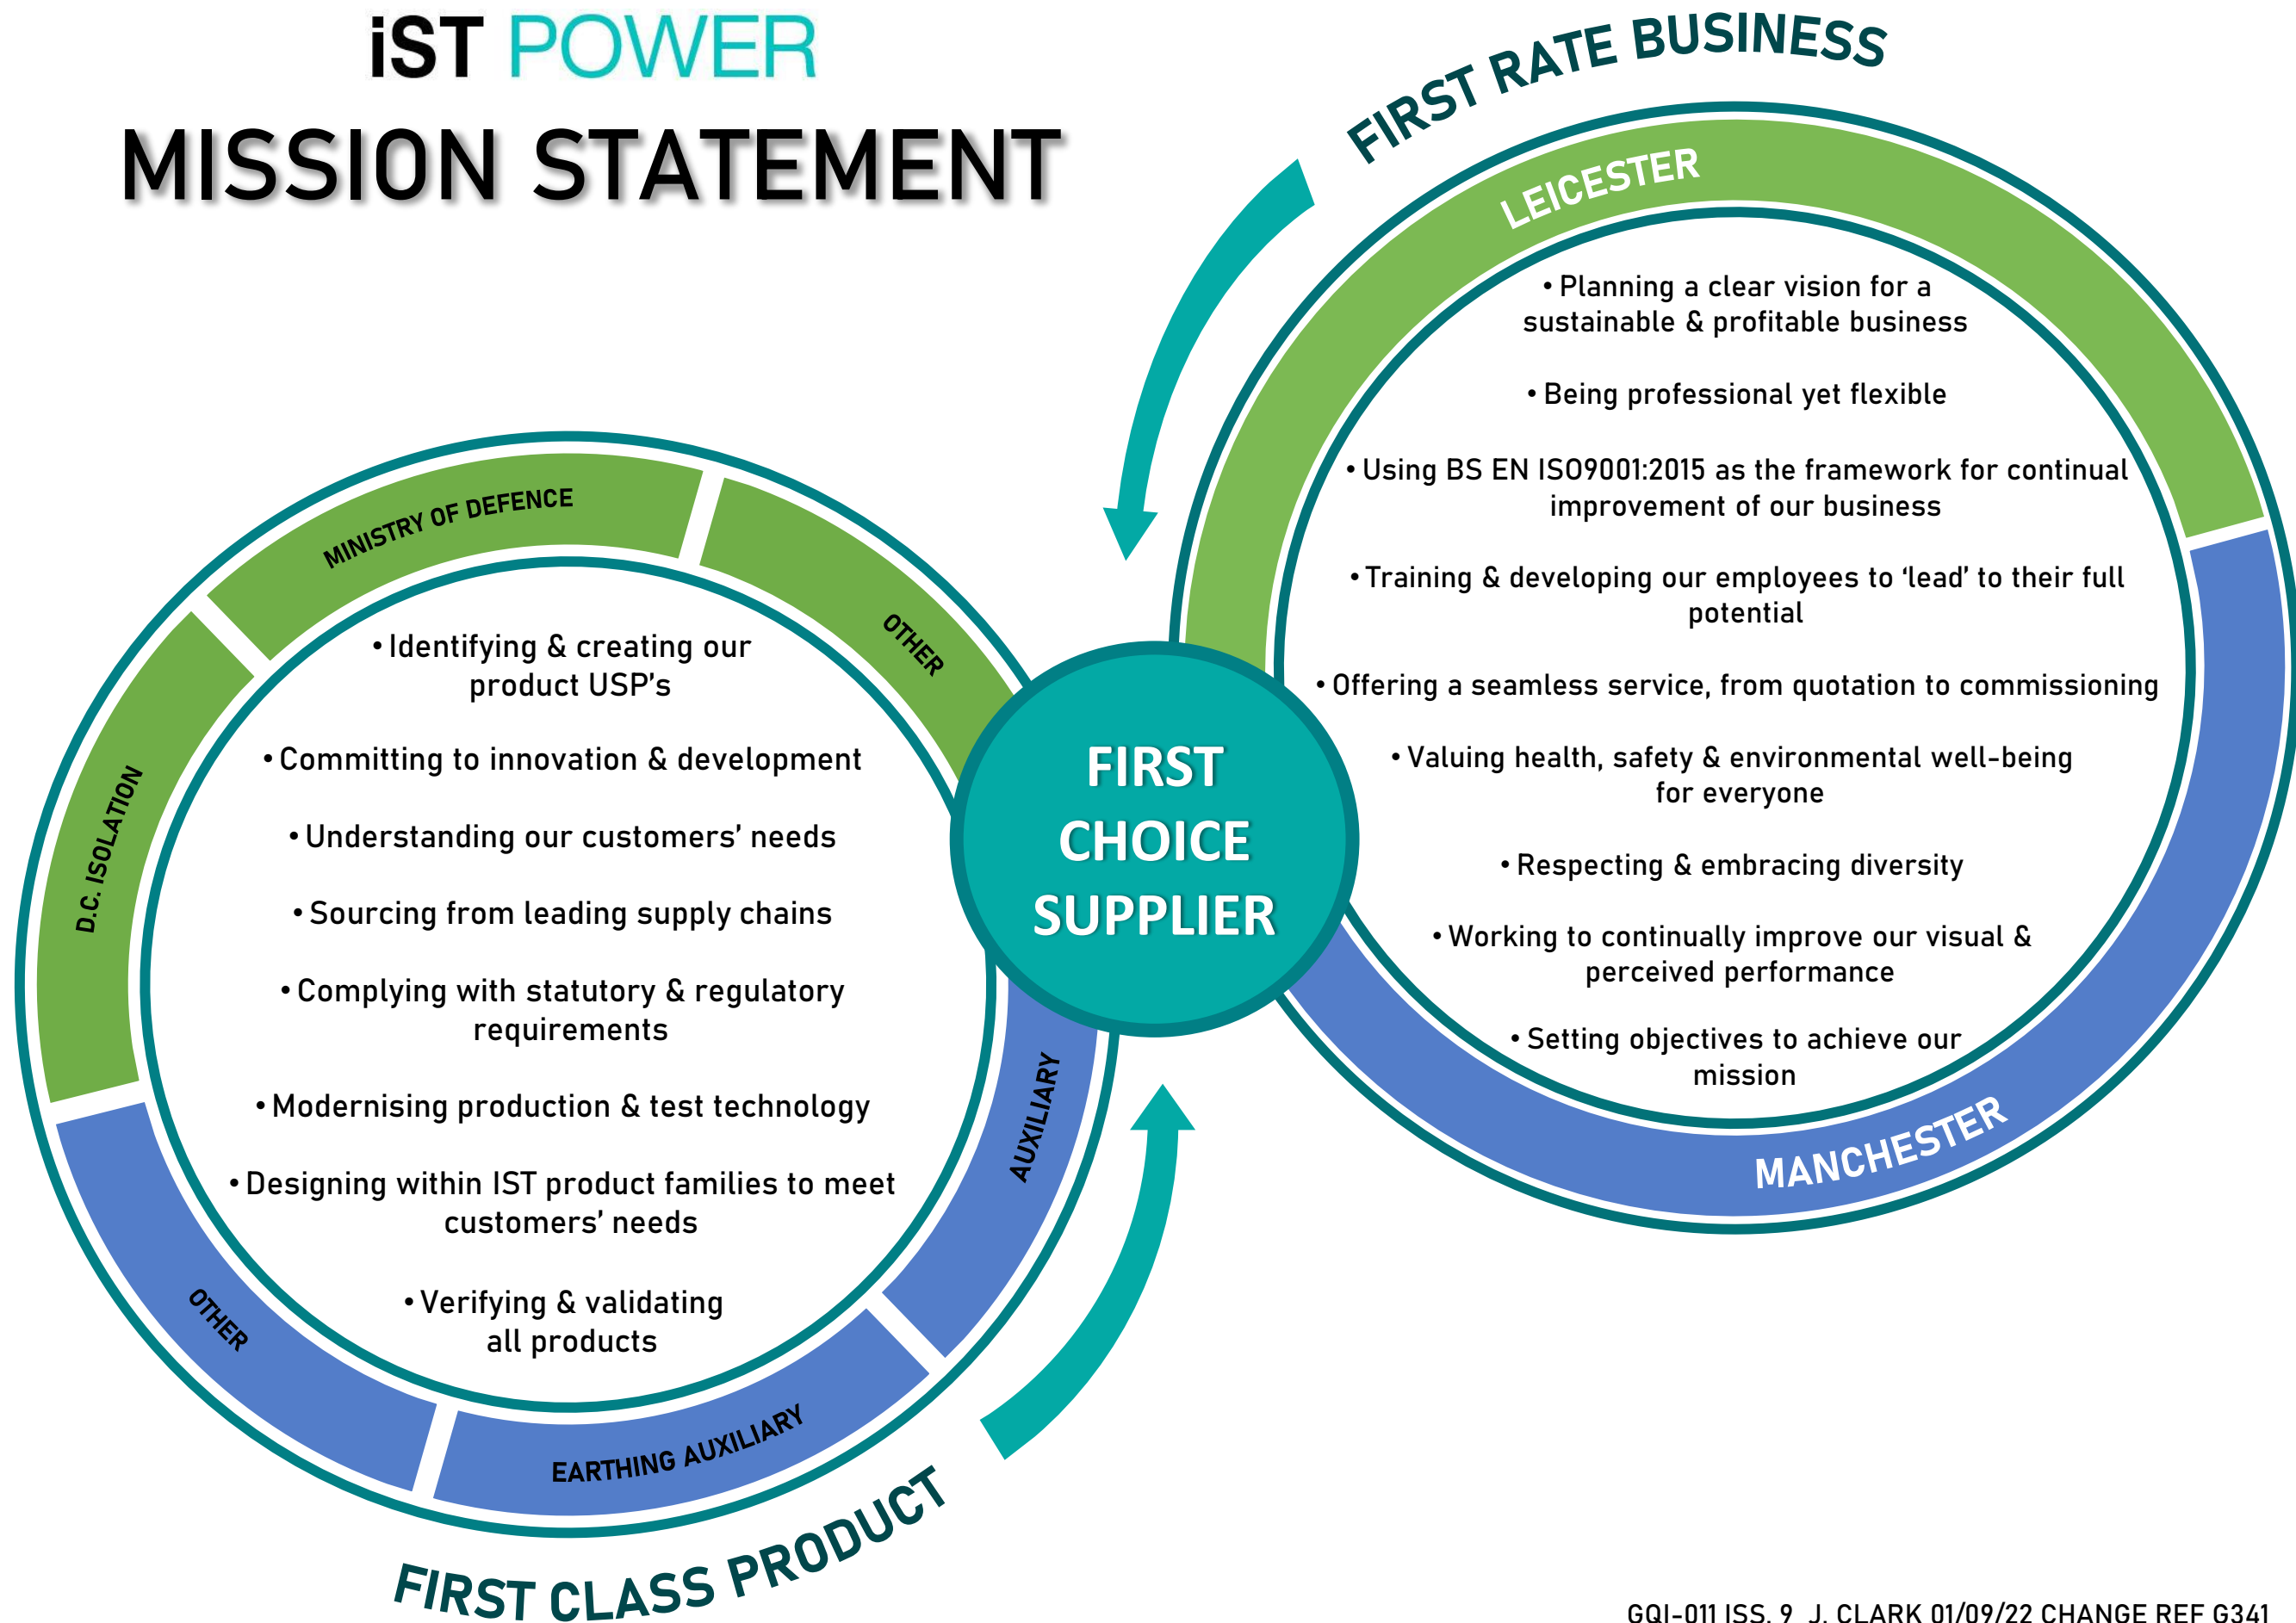 iST POWER
MISSION STATEMENT
FIRST RATE BUSINESS
LEICESTER
• Planning a clear vision for a
sustainable & profitable business
• Being professional yet flexible
• Using BS EN ISO9001:2015 as the framework for continual
improvement of our business
• Training & developing our employees to ‘lead’ to their full
potential
• Offering a seamless service, from quotation to commissioning
• Valuing health, safety & environmental well-being
for everyone
• Respecting & embracing diversity
• Working to continually improve our visual &
perceived performance
• Setting objectives to achieve our
mission
MANCHESTER
FIRST
CHOICE
SUPPLIER
MINISTRY OF DEFENCE
OTHER
D.C. ISOLATION
• Identifying & creating our
product USP's
• Committing to innovation & development
• Understanding our customers’ needs
• Sourcing from leading supply chains
• Complying with statutory & regulatory
requirements
• Modernising production & test technology
• Designing within IST product families to meet
customers’ needs
• Verifying & validating
all products
AUXILIARY
OTHER
EARTHING AUXILIARY
FIRST CLASS PRODUCT
GQI-011 ISS. 9 J. CLARK 01/09/22 CHANGE REF G341